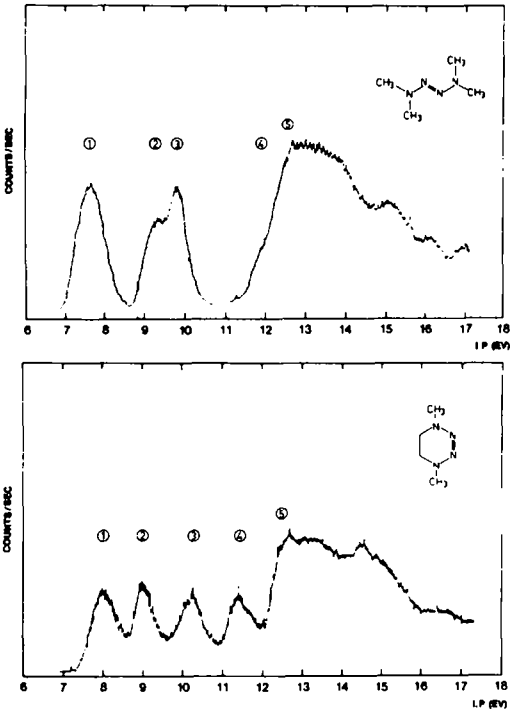 COUNTS/SEC
① ② ③ ④ ⑤
CH₃
CH₃ N N N N CH₃
CH₃
6 7 8 9 10 11 12 13 14 15 16 17 18
I.P (EV)
COUNTS/SEC
① ② ③ ④ ⑤
CH₃
N N
N N
CH₃
7 8 9 10 11 12 13 14 15 16 17 18
I.P (EV)